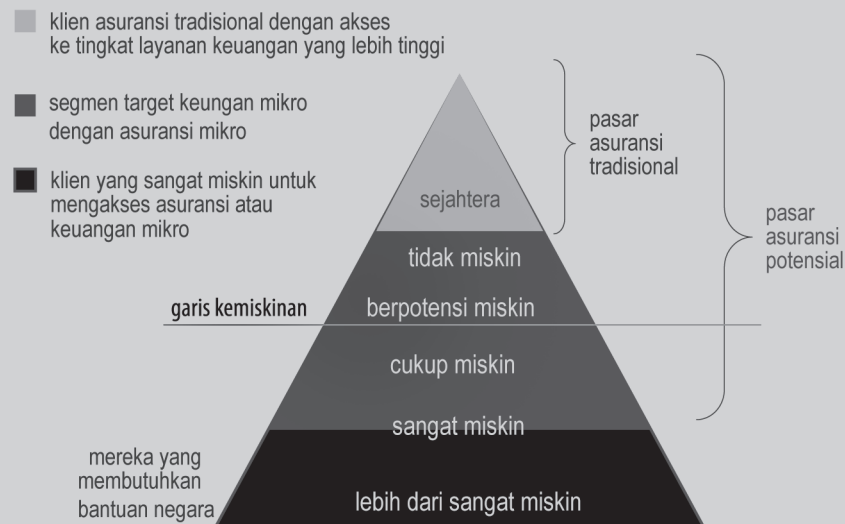 klien asuransi tradisional dengan akses
ke tingkat layanan keuangan yang lebih tinggi
segmen target keungan mikro
dengan asuransi mikro
klien yang sangat miskin untuk
mengakses asuransi atau
keuangan mikro
pasar
asuransi
tradisional
pasar
asuransi
potensial
sejahtera
tidak miskin
garis kemiskinan
berpotensi miskin
cukup miskin
sangat miskin
mereka yang
membutuhkan
bantuan negara
lebih dari sangat miskin